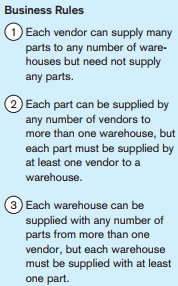 Business Rules
1 Each vendor can supply many
parts to any number of ware-
houses but need not supply
any parts.
2 Each part can be supplied by
any number of vendors to
more than one warehouse, but
each part must be supplied by
at least one vendor to a
warehouse.
3 Each warehouse can be
supplied with any number of
parts from more than one
vendor, but each warehouse
must be supplied with at least
one part.